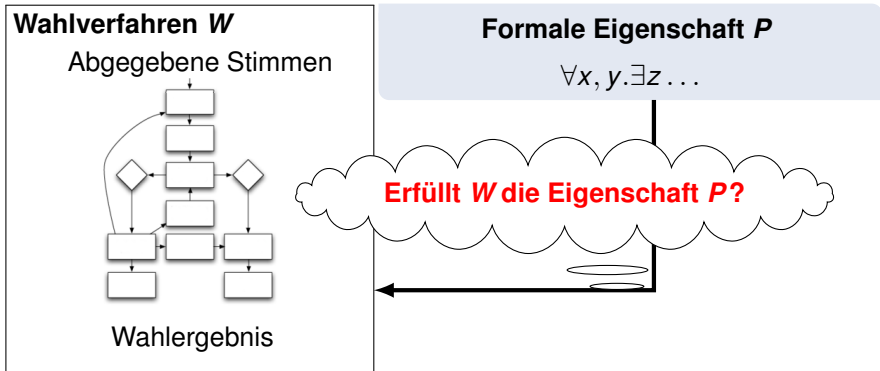 Wahlverfahren W
Abgegebene Stimmen
Wahlergebnis
Formale Eigenschaft P
∀x, y.∃z . . .
Erfüllt W die Eigenschaft P?